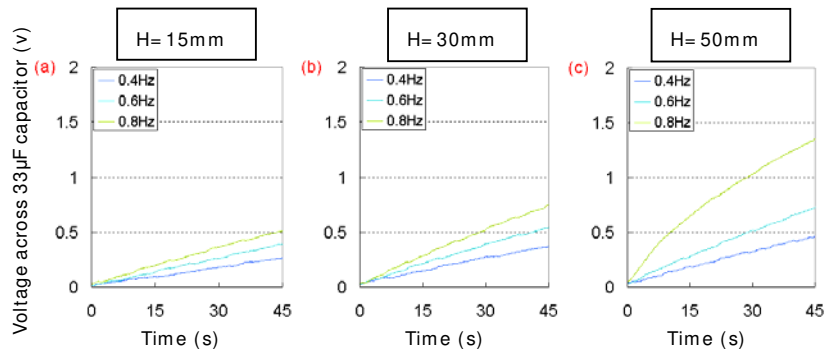 Voltage across 33µF capacitor (v)
H=15mm
(a)
2
1.5
1
0.5
0
0.4Hz
0.6Hz
0.8Hz
0 15 30 45
Time (s)
H=30mm
(b)
2
1.5
1
0.5
0
0.4Hz
0.6Hz
0.8Hz
0 15 30 45
Time (s)
H=50mm
(c)
2
1.5
1
0.5
0
0.4Hz
0.6Hz
0.8Hz
0 15 30 45
Time (s)